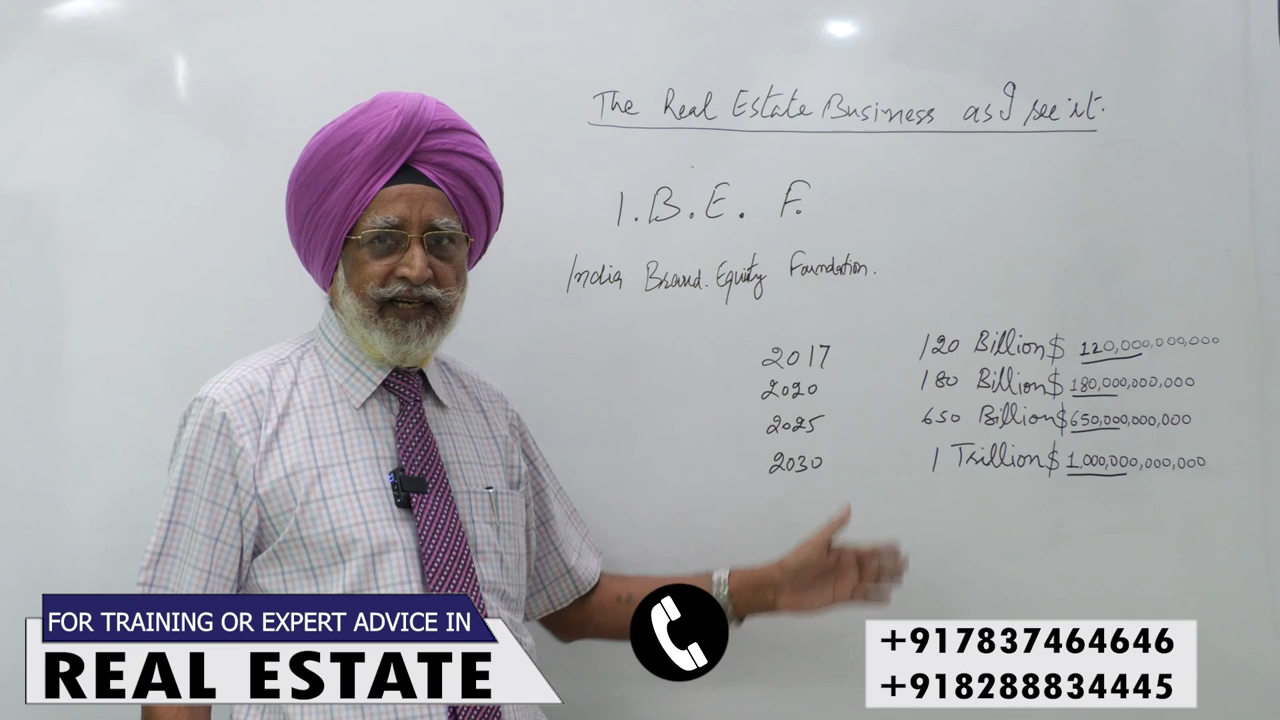 The Real Estate Business as I see it.
I.B.E.F.
India Brand Equity Foundation.
2017 120 Billion $ 120,000,000,000
2020 180 Billion $ 180,000,000,000
2025 650 Billion $ 650,000,000,000
2030 1 Trillion $ 1,000,000,000,000
FOR TRAINING OR EXPERT ADVICE IN
REAL ESTATE
+917837464646
+918288834445